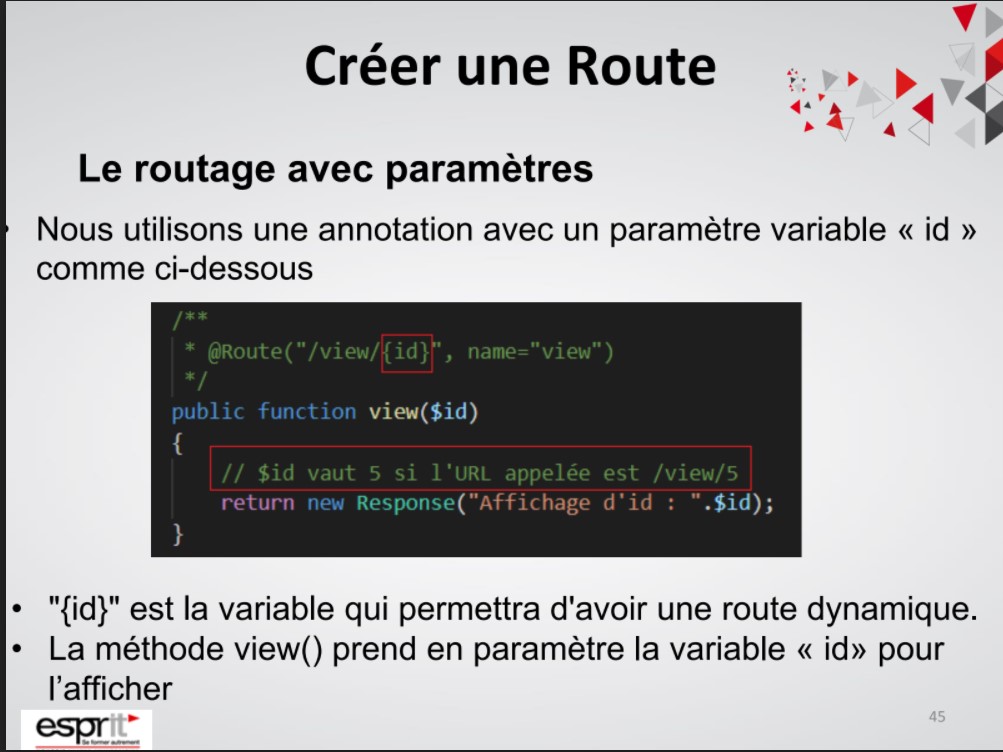 Créer une Route
Le routage avec paramètres
Nous utilisons une annotation avec un paramètre variable « id »
comme ci-dessous
/**
* @Route("/view/{id}", name="view")
*/
public function view($id)
{
// $id vaut 5 si l'URL appelée est /view/5
return new Response("Affichage d'id : ".$id);
}
• "{id}" est la variable qui permettra d'avoir une route dynamique.
• La méthode view() prend en paramètre la variable « id» pour
l’afficher
esprit
Se former autrement
45